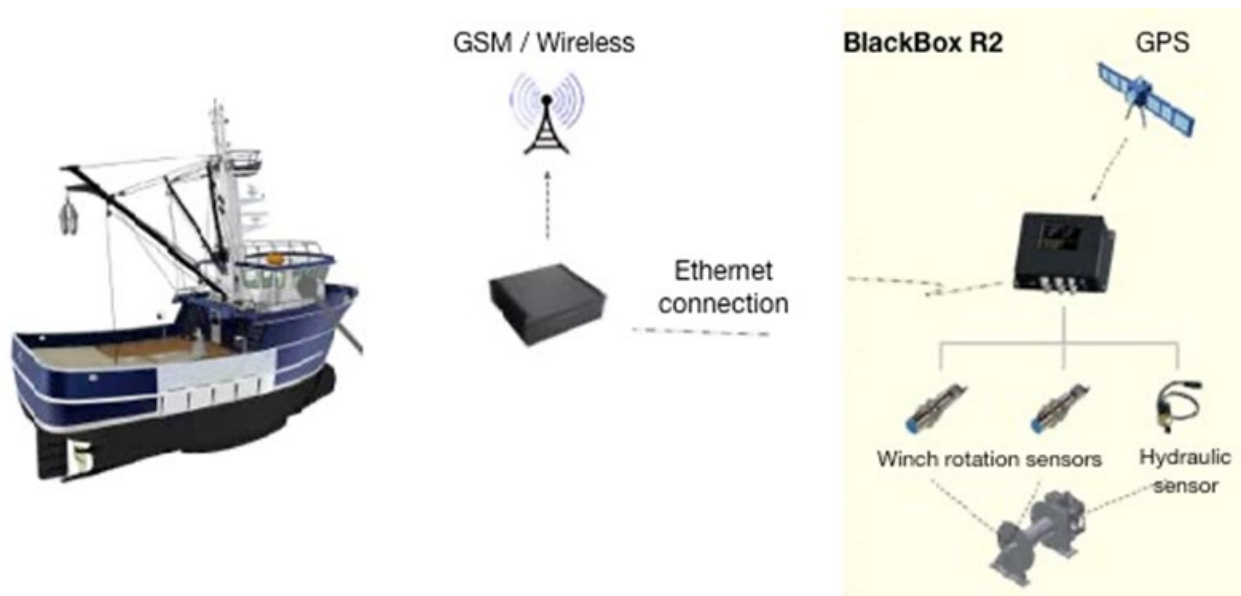 GSM / Wireless
BlackBox R2
GPS
Ethernet
connection
Winch rotation sensors
Hydraulic
sensor